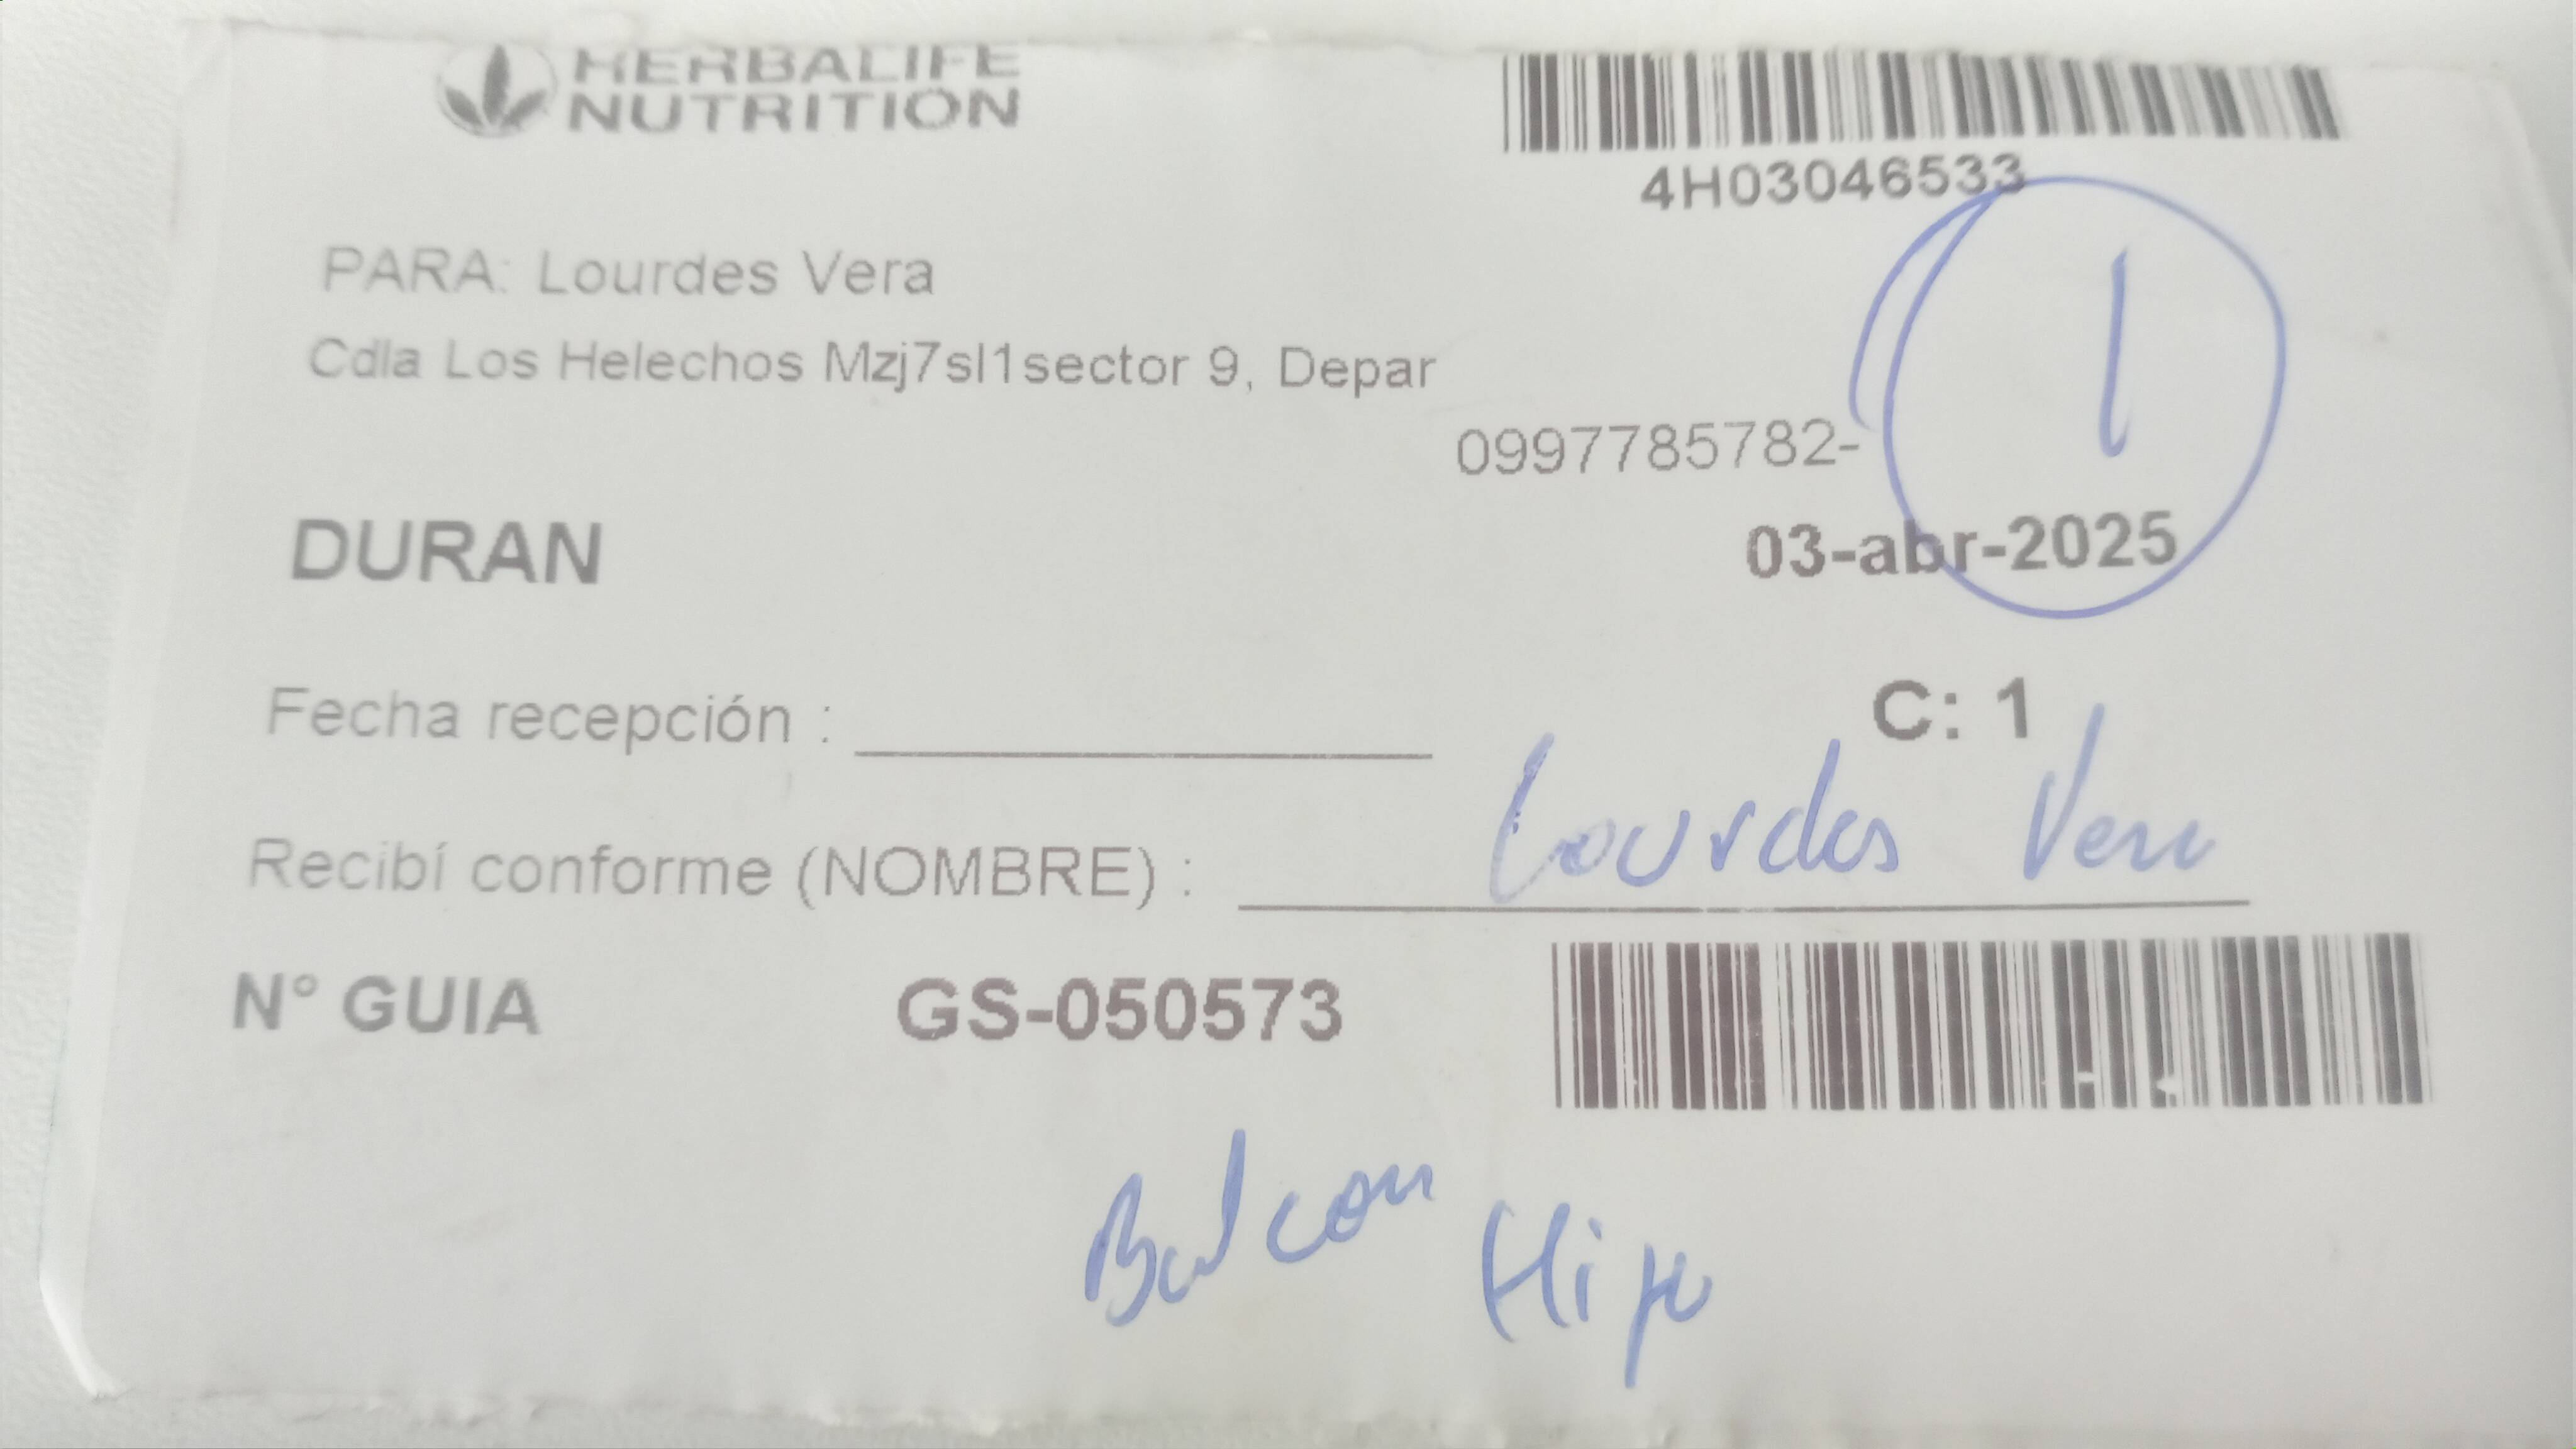 HERBALIFE
NUTRITION
4H03046533
PARA: Lourdes Vera
Cdla Los Helechos Mzj7sl1sector 9, Depar
0997785782-
1
DURAN
03-abr-2025
C: 1
Fecha recepción :
Recibí conforme (NOMBRE) : Lourdes Vera
N° GUIA GS-050573
Balcon